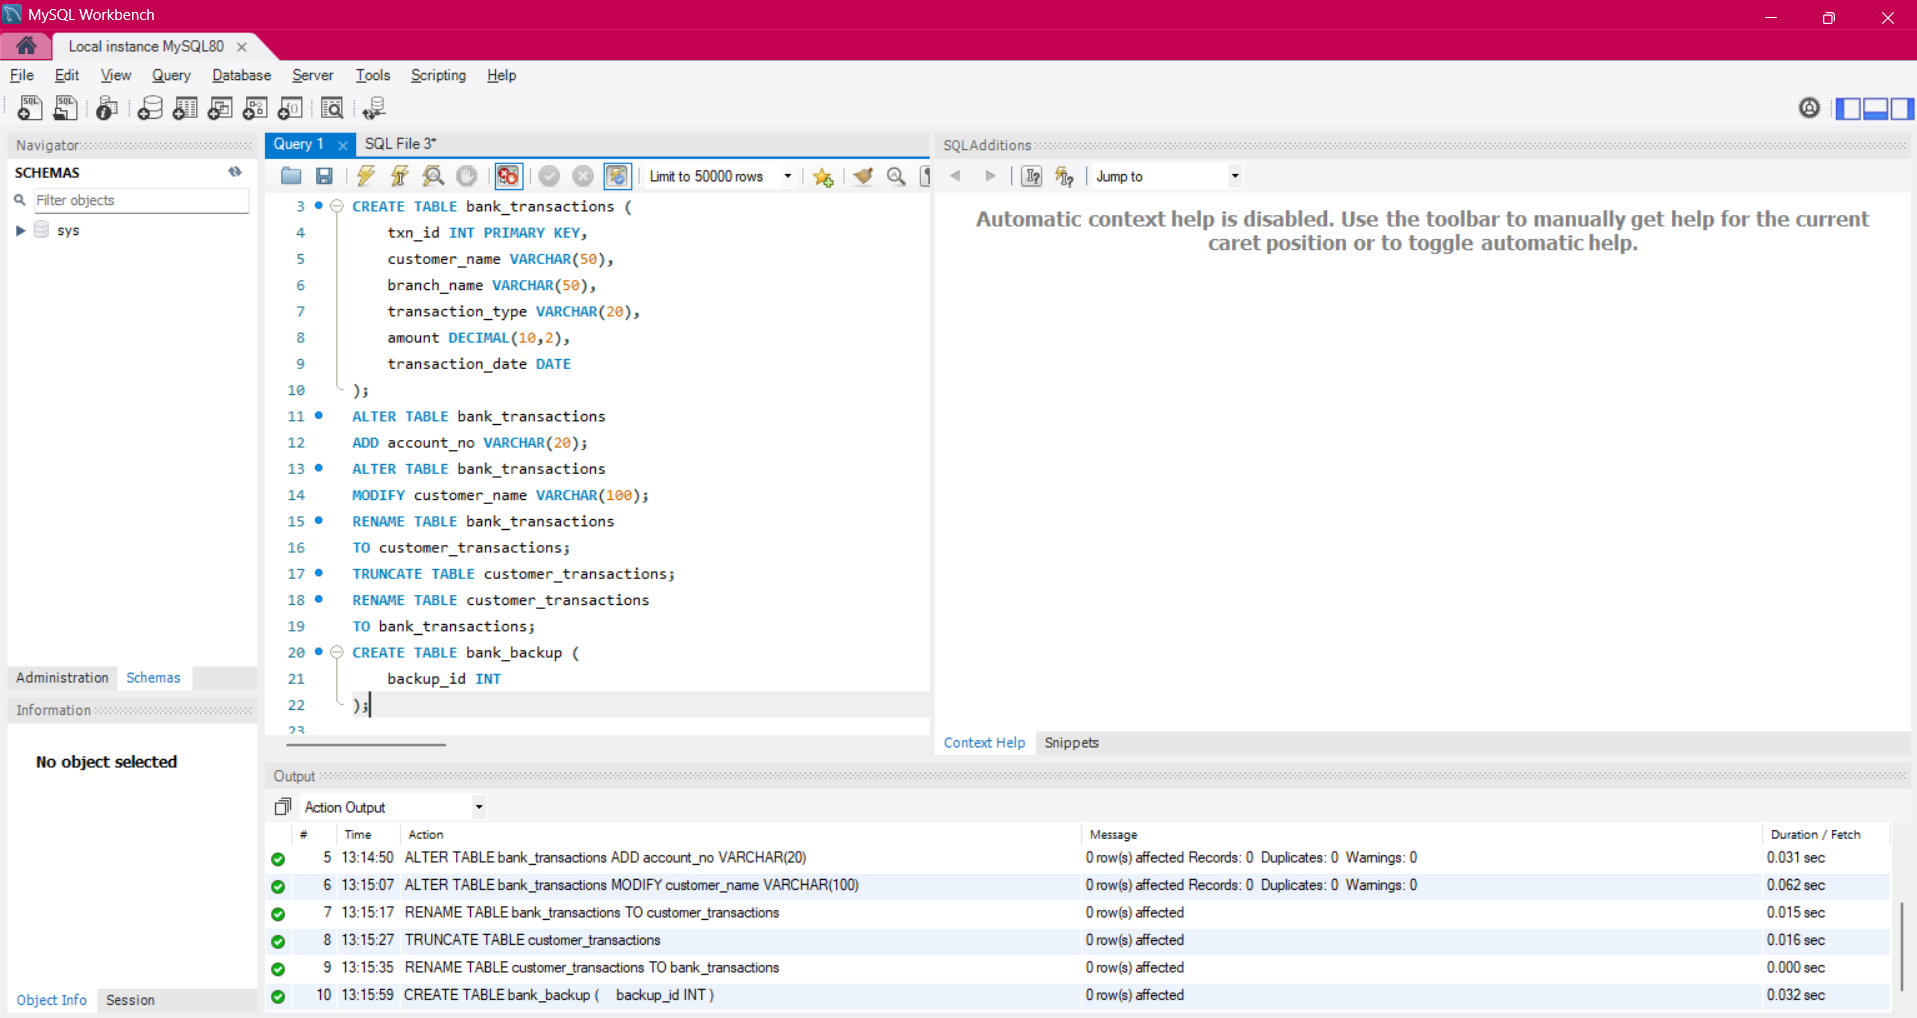 MySQL Workbench
Local instance MySQL80
File Edit View Query Database Server Tools Scripting Help
Navigator
SCHEMAS
Filter objects
sys
Administration Schemas
Information
No object selected
Object Info Session
Query 1 SQL File 3*
Limit to 50000 rows
3 CREATE TABLE bank_transactions (
4 txn_id INT PRIMARY KEY,
5 customer_name VARCHAR(50),
6 branch_name VARCHAR(50),
7 transaction_type VARCHAR(20),
8 amount DECIMAL(10,2),
9 transaction_date DATE
10 );
11 ALTER TABLE bank_transactions
12 ADD account_no VARCHAR(20);
13 ALTER TABLE bank_transactions
14 MODIFY customer_name VARCHAR(100);
15 RENAME TABLE bank_transactions
16 TO customer_transactions;
17 TRUNCATE TABLE customer_transactions;
18 RENAME TABLE customer_transactions
19 TO bank_transactions;
20 CREATE TABLE bank_backup (
21 backup_id INT
22 );
23
SQLAdditions
Jump to
Automatic context help is disabled. Use the toolbar to manually get help for the current
caret position or to toggle automatic help.
Context Help Snippets
Output
Action Output
# Time Action Message Duration / Fetch
5 13:14:50 ALTER TABLE bank_transactions ADD account_no VARCHAR(20) 0 row(s) affected Records: 0 Duplicates: 0 Warnings: 0 0.031 sec
6 13:15:07 ALTER TABLE bank_transactions MODIFY customer_name VARCHAR(100) 0 row(s) affected Records: 0 Duplicates: 0 Warnings: 0 0.062 sec
7 13:15:17 RENAME TABLE bank_transactions TO customer_transactions 0 row(s) affected 0.015 sec
8 13:15:27 TRUNCATE TABLE customer_transactions 0 row(s) affected 0.016 sec
9 13:15:35 RENAME TABLE customer_transactions TO bank_transactions 0 row(s) affected 0.000 sec
10 13:15:59 CREATE TABLE bank_backup ( backup_id INT ) 0 row(s) affected 0.032 sec